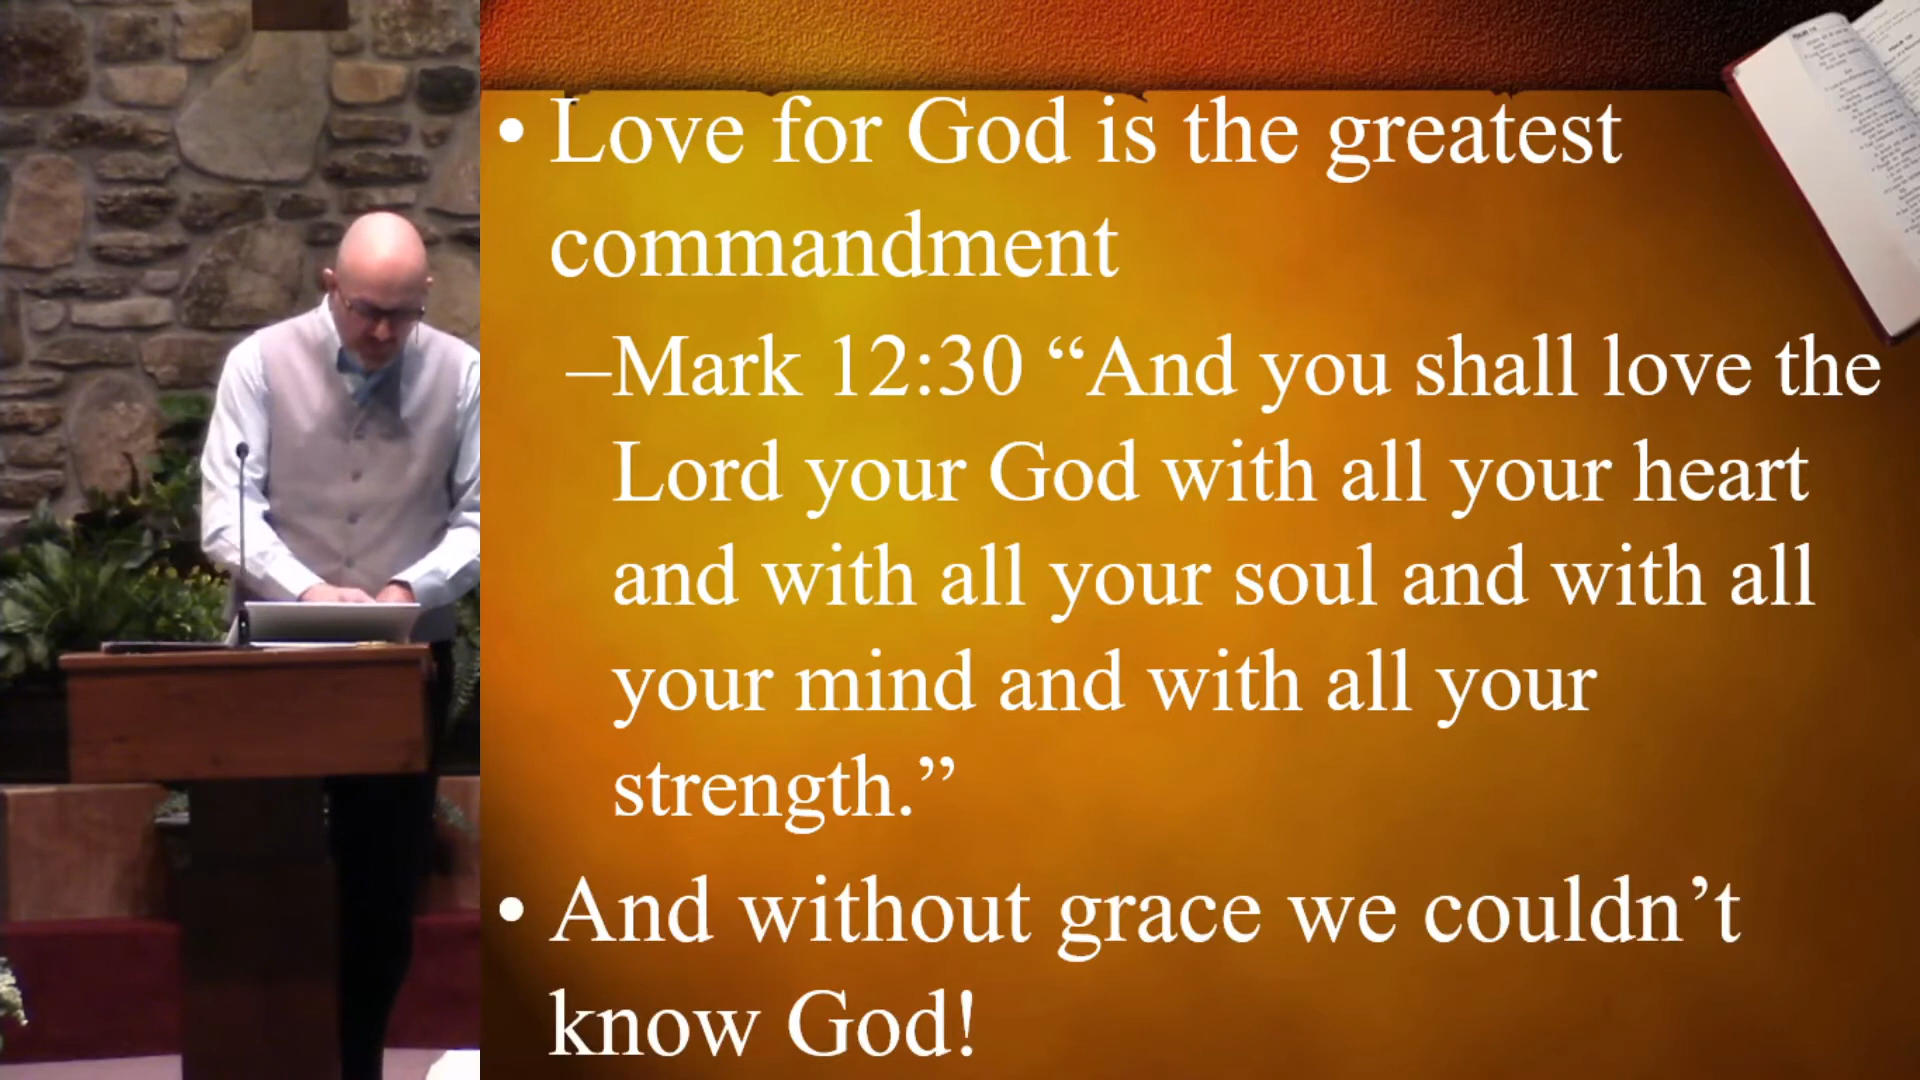 • Love for God is the greatest
commandment
–Mark 12:30 “And you shall love the
Lord your God with all your heart
and with all your soul and with all
your mind and with all your
strength.”
• And without grace we couldn’t
know God!